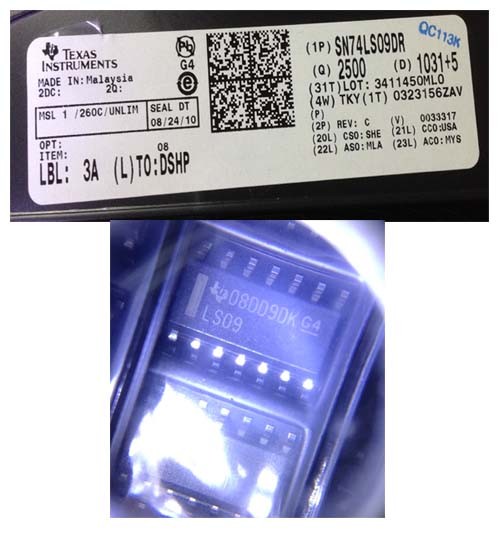 QC113K
TEXAS
INSTRUMENTS
Pb
G4
e
MADE IN: Malaysia
2DC: 2Q:
MSL 1 /260C/UNLIM
SEAL DT
08/24/10
OPT:
ITEM: 08
LBL: 3A (L)TO:DSHP
(1P) SN74LS09DR
(Q) 2500 (D) 1031+5
(31T)LOT: 3411450ML0
(4W) TKY(1T) 0323156ZAV
(P)
(2P) REV: C (V) 0033317
(20L) CSO:SHE (21L) CCO:USA
(22L) ASO:MLA (23L) ACO:MYS
080D9DK G4
LS09